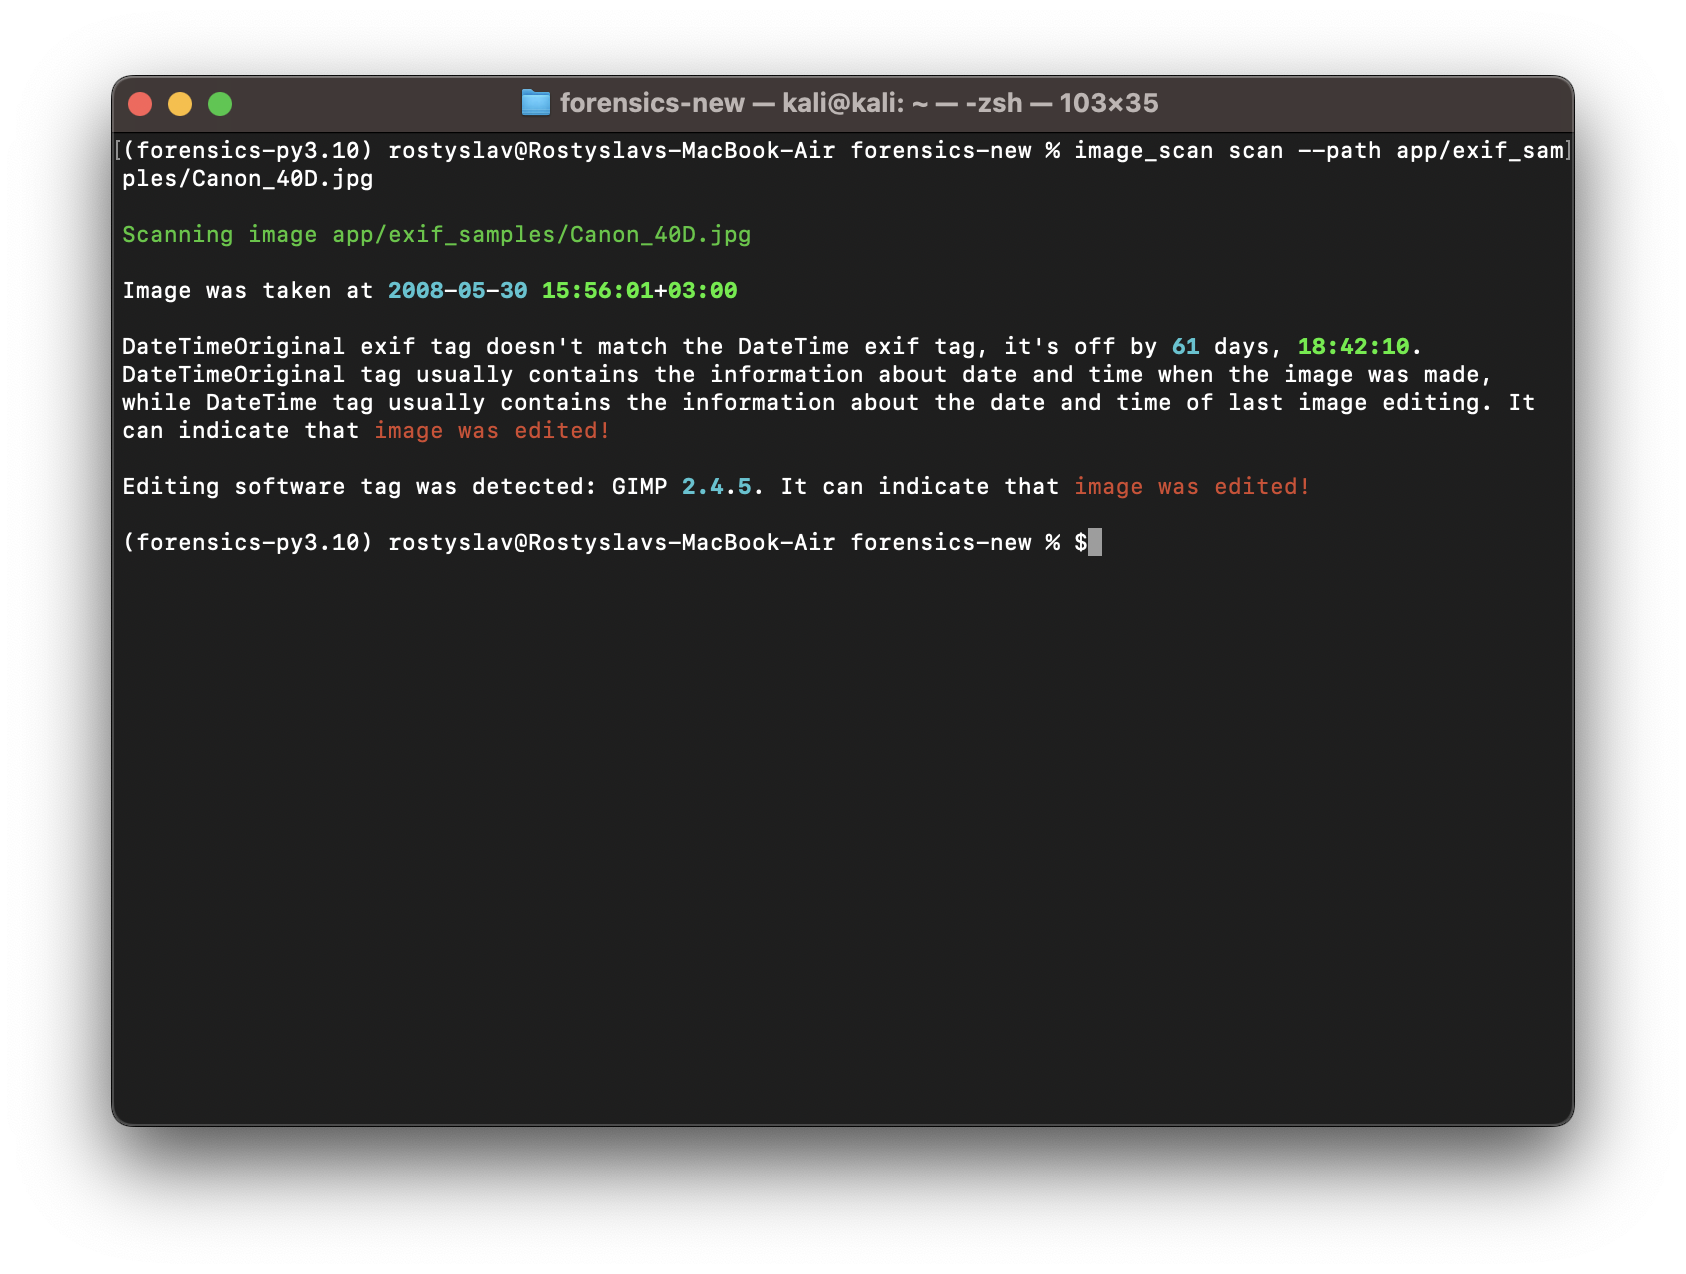 forensics-new — kali@kali: ~ — -zsh — 103×35
[(forensics-py3.10) rostyslav@Rostyslavs-MacBook-Air forensics-new % image_scan scan --path app/exif_sam]
ples/Canon_40D.jpg
Scanning image app/exif_samples/Canon_40D.jpg
Image was taken at 2008-05-30 15:56:01+03:00
DateTimeOriginal exif tag doesn't match the DateTime exif tag, it's off by 61 days, 18:42:10.
DateTimeOriginal tag usually contains the information about date and time when the image was made,
while DateTime tag usually contains the information about the date and time of last image editing. It
can indicate that image was edited!
Editing software tag was detected: GIMP 2.4.5. It can indicate that image was edited!
(forensics-py3.10) rostyslav@Rostyslavs-MacBook-Air forensics-new % $